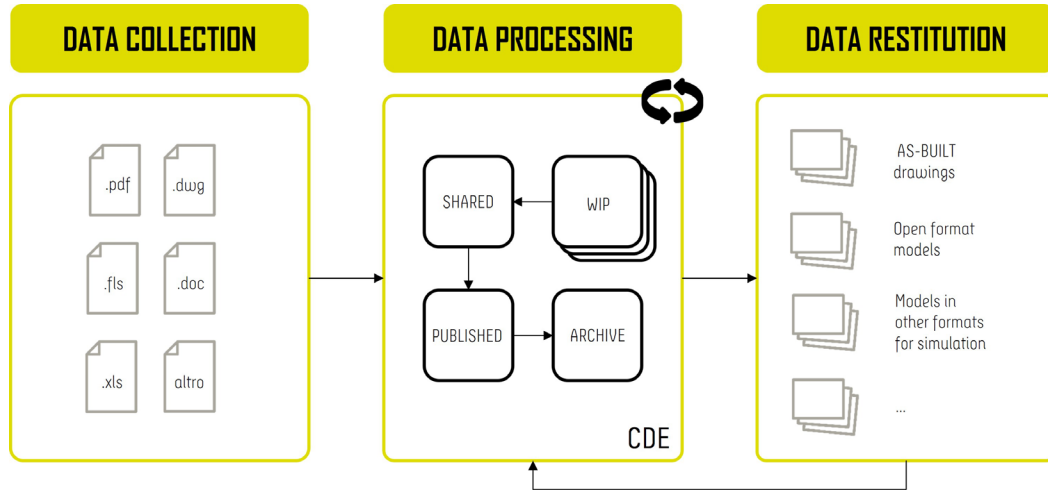 DATA COLLECTION
DATA PROCESSING
DATA RESTITUTION
.pdf
.dwg
.fls
.doc
.xls
altro
SHARED
WIP
PUBLISHED
ARCHIVE
CDE
AS-BUILT
drawings
Open format
models
Models in
other formats
for simulation
...